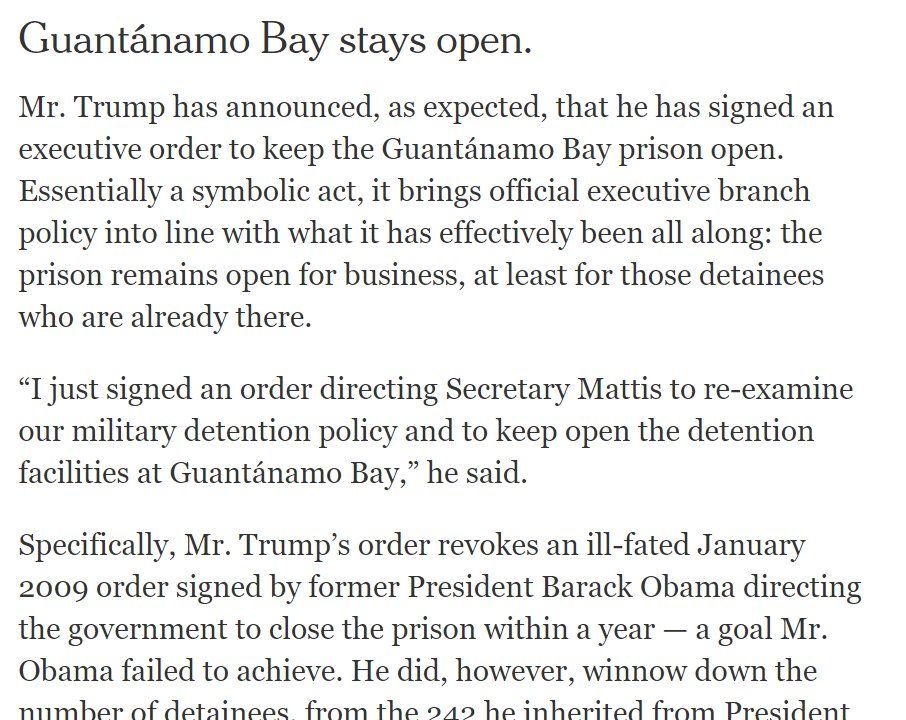 Guantánamo Bay stays open.
Mr. Trump has announced, as expected, that he has signed an
executive order to keep the Guantánamo Bay prison open.
Essentially a symbolic act, it brings official executive branch
policy into line with what it has effectively been all along: the
prison remains open for business, at least for those detainees
who are already there.
“I just signed an order directing Secretary Mattis to re-examine
our military detention policy and to keep open the detention
facilities at Guantánamo Bay,” he said.
Specifically, Mr. Trump’s order revokes an ill-fated January
2009 order signed by former President Barack Obama directing
the government to close the prison within a year — a goal Mr.
Obama failed to achieve. He did, however, winnow down the
number of detainees, from the 242 he inherited from President